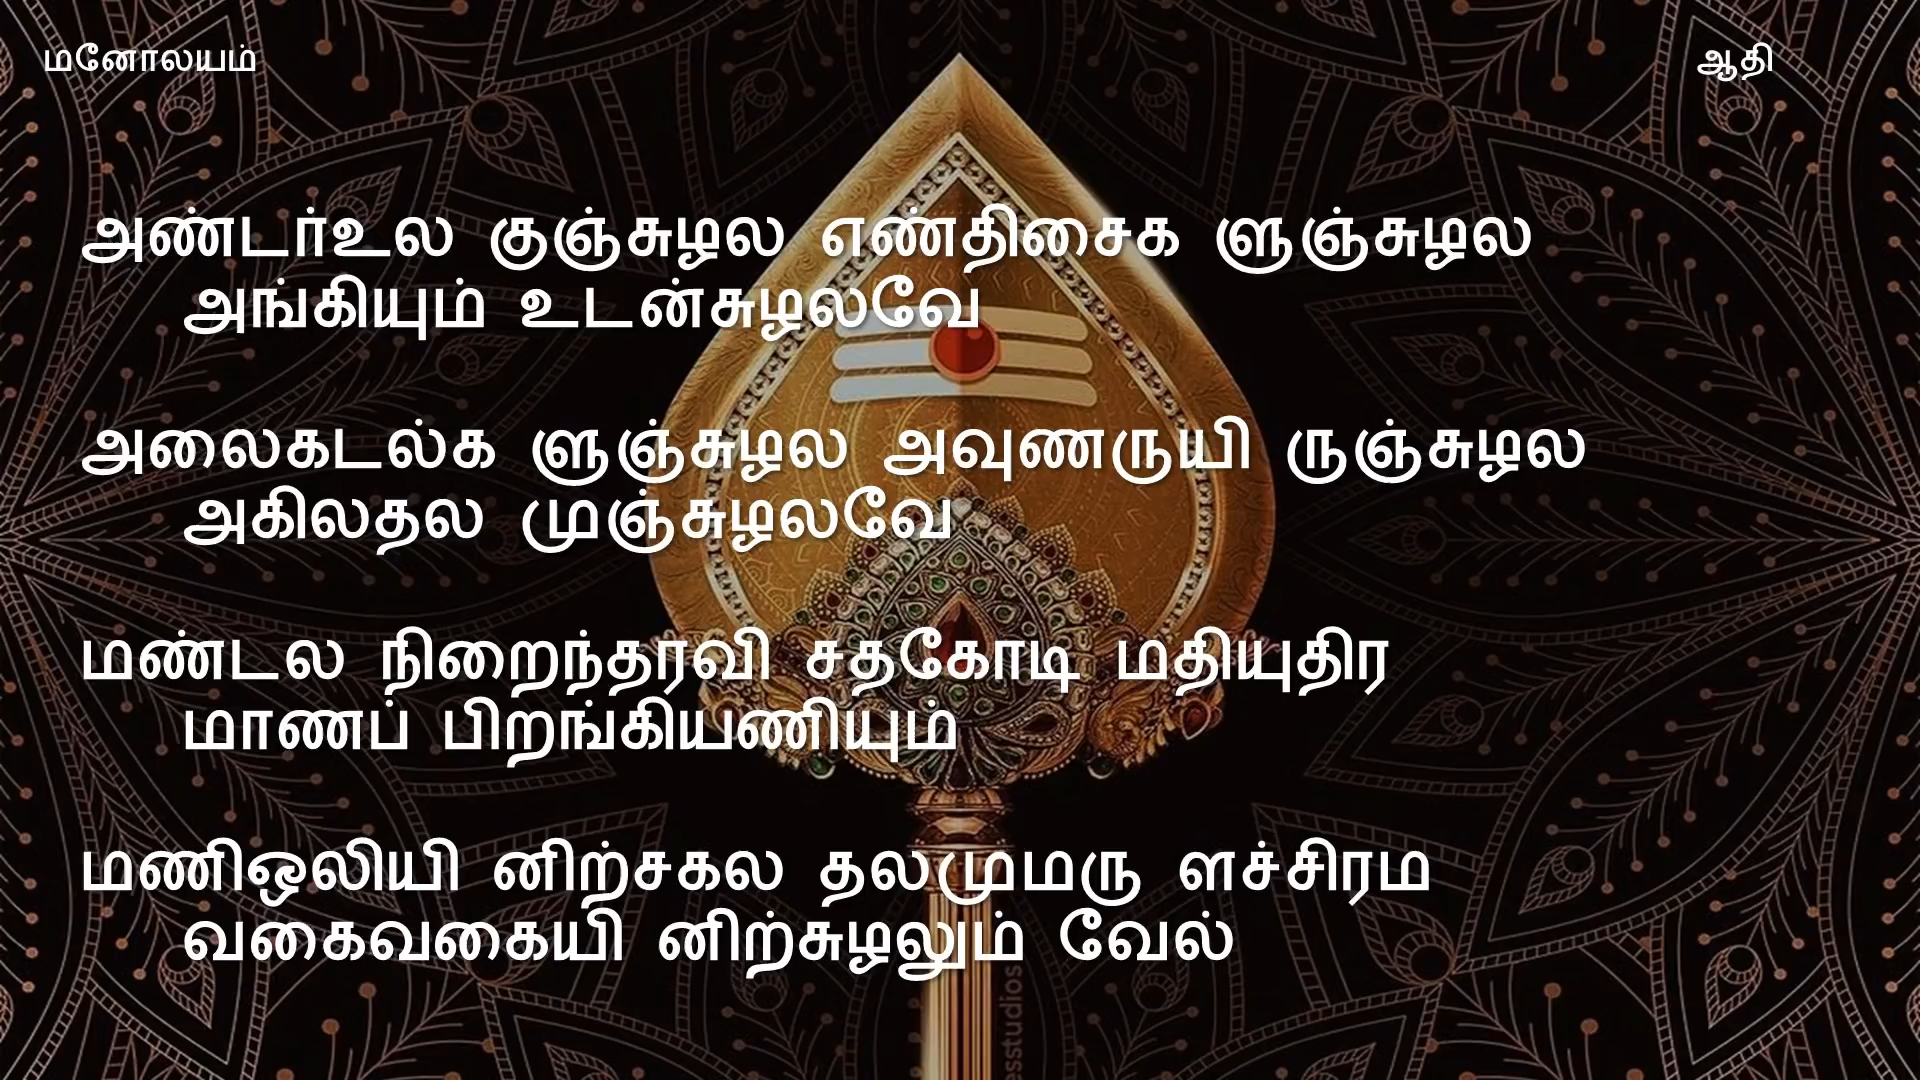 மனோலயம்
ஆதி
அண்டர்உல குஞ்சுழல எண்திசைக ளுஞ்சுழல
அங்கியும் உடன்சுழலவே
அலைகடல்க ளுஞ்சுழல அவுணருயி ருஞ்சுழல
அகிலதல முஞ்சுழலவே
மண்டல நிறைந்தரவி சதகோடி மதியுதிர
மாணப் பிறங்கியணியும்
மணிஒலியி னிற்சகல தலமுமரு ளச்சிரம
வகைவகையி னிற்சுழலும் வேல்
estudios